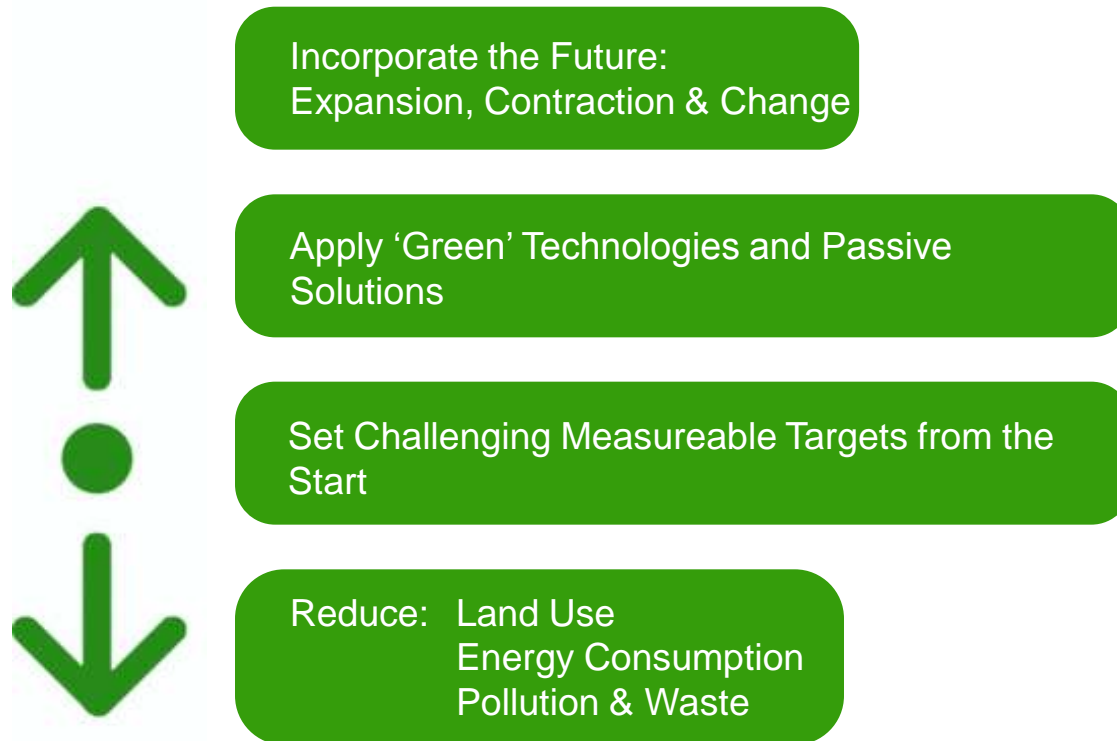 Incorporate the Future:
Expansion, Contraction & Change
Apply ‘Green’ Technologies and Passive
Solutions
Set Challenging Measureable Targets from the
Start
Reduce: Land Use
Energy Consumption
Pollution & Waste